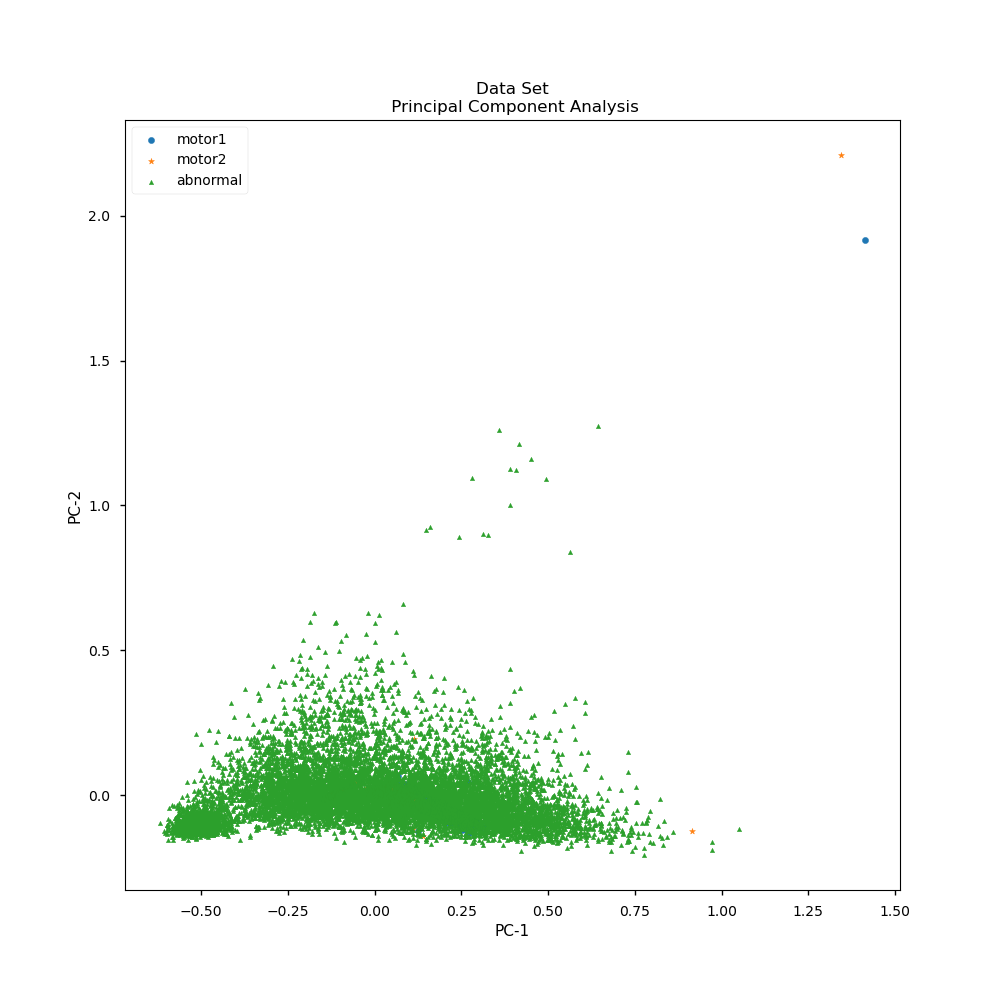 Data Set
Principal Component Analysis
motor1
motor2
abnormal
2.0
1.5
1.0
0.5
0.0
PC-2
−0.50 −0.25 0.00 0.25 0.50 0.75 1.00 1.25 1.50
PC-1